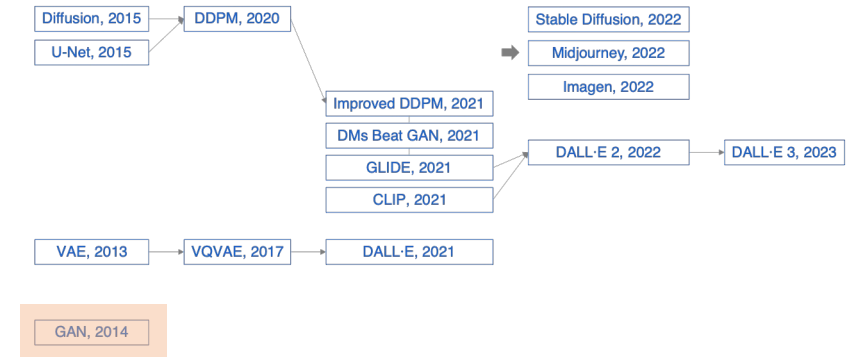 Diffusion, 2015
DDPM, 2020
Stable Diffusion, 2022
U-Net, 2015
Midjourney, 2022
Imagen, 2022
Improved DDPM, 2021
DMs Beat GAN, 2021
GLIDE, 2021
CLIP, 2021
DALL·E 2, 2022
DALL·E 3, 2023
VAE, 2013
VQVAE, 2017
DALL·E, 2021
GAN, 2014